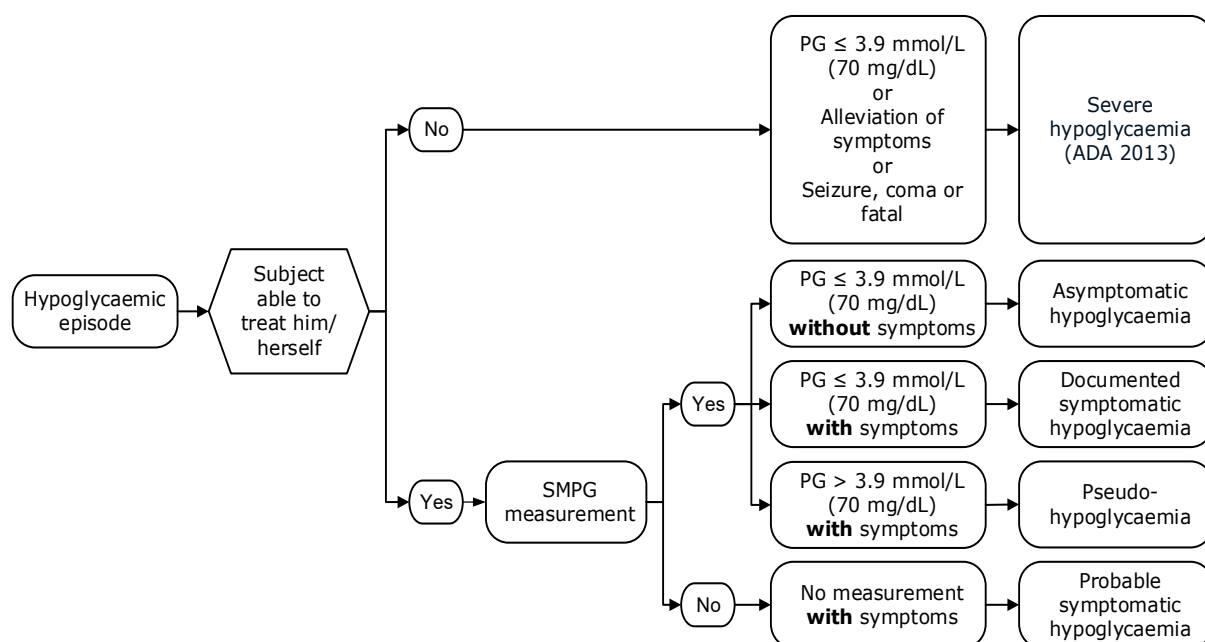 Hypoglycaemic
episode
Subject
able to
treat him/
herself
No
PG ≤ 3.9 mmol/L
(70 mg/dL)
or
Alleviation of
symptoms
or
Seizure, coma or
fatal
Severe
hypoglycaemia
(ADA 2013)
Yes
SMPG
measurement
Yes
PG ≤ 3.9 mmol/L
(70 mg/dL)
without symptoms
Asymptomatic
hypoglycaemia
PG ≤ 3.9 mmol/L
(70 mg/dL)
with symptoms
Documented
symptomatic
hypoglycaemia
PG > 3.9 mmol/L
(70 mg/dL)
with symptoms
Pseudo-
hypoglycaemia
No
No measurement
with symptoms
Probable
symptomatic
hypoglycaemia